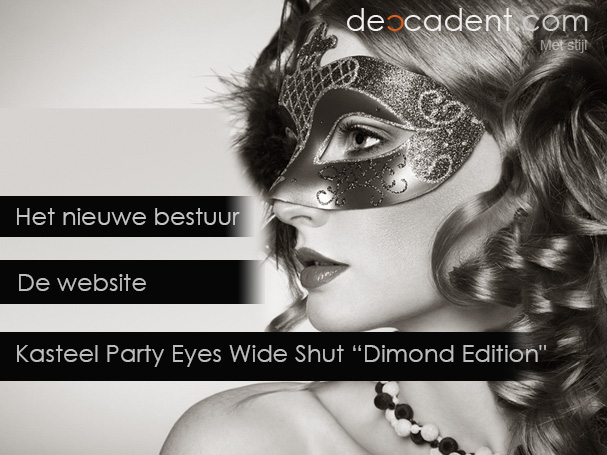 deccadent.com
Met stijl
Het nieuwe bestuur
De website
Kasteel Party Eyes Wide Shut “Dimond Edition"